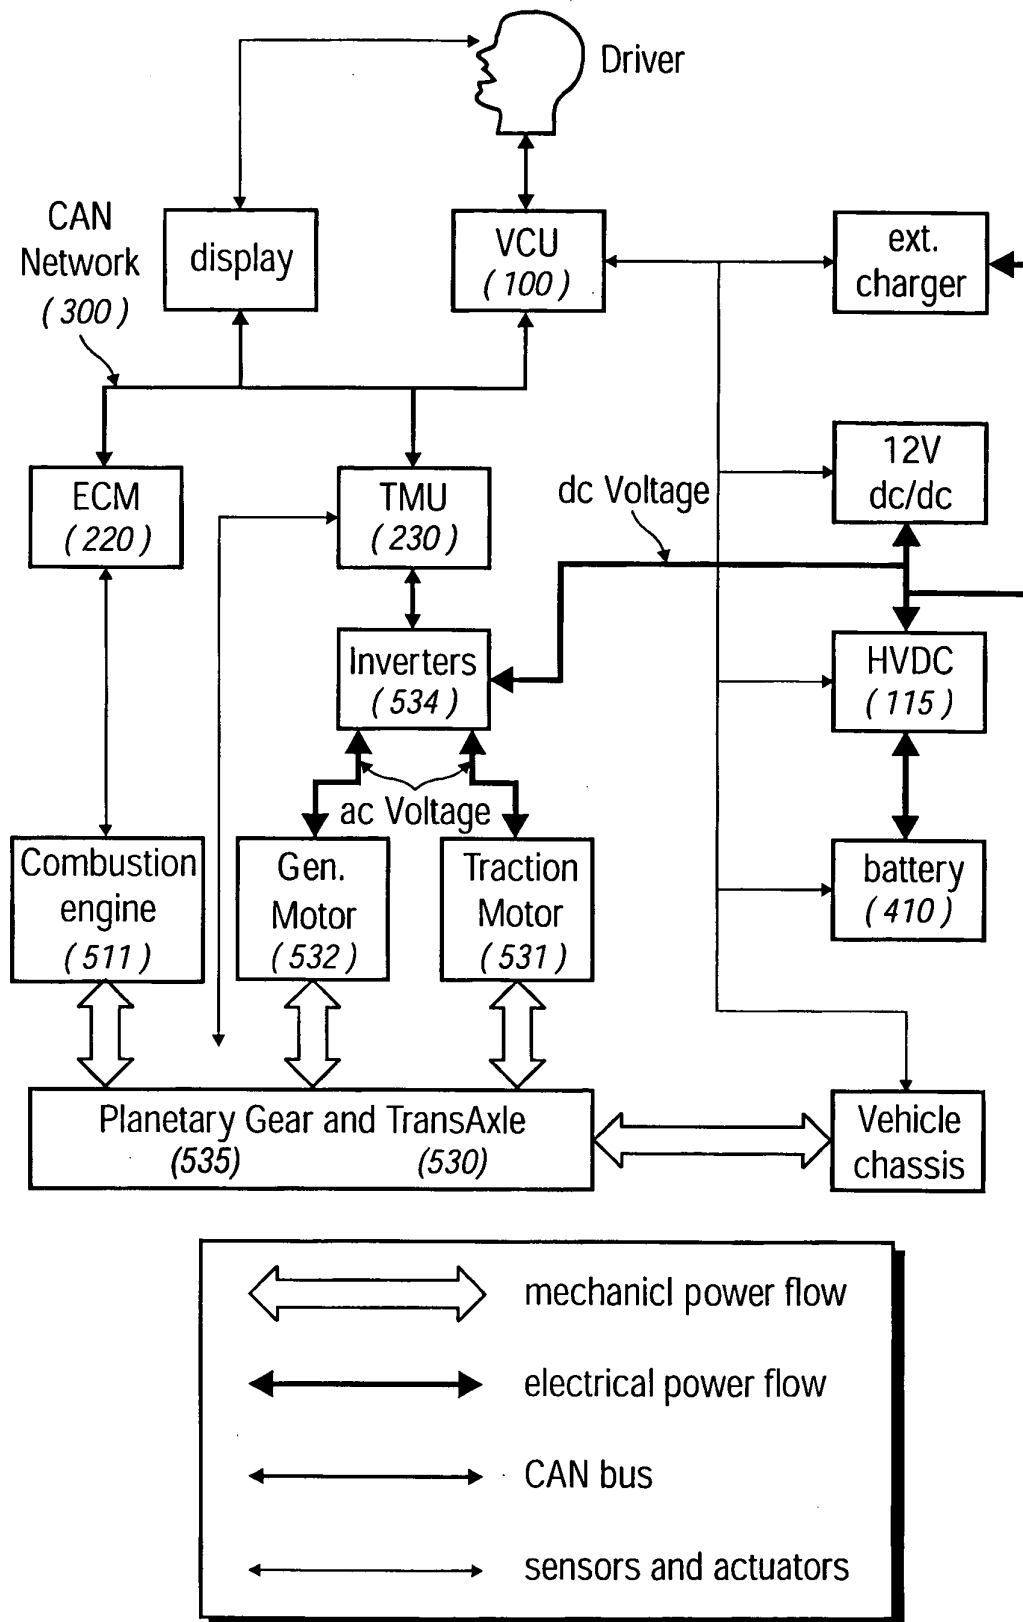 Driver
CAN
Network
(300)
display
VCU
(100)
ext.
charger
ECM
(220)
TMU
(230)
dc Voltage
12V
dc/dc
Inverters
(534)
HVDC
(115)
ac Voltage
Combustion
engine
(511)
Gen.
Motor
(532)
Traction
Motor
(531)
battery
(410)
Planetary Gear and TransAxle
(535) (530)
Vehicle
chassis
mechanicl power flow
electrical power flow
CAN bus
sensors and actuators